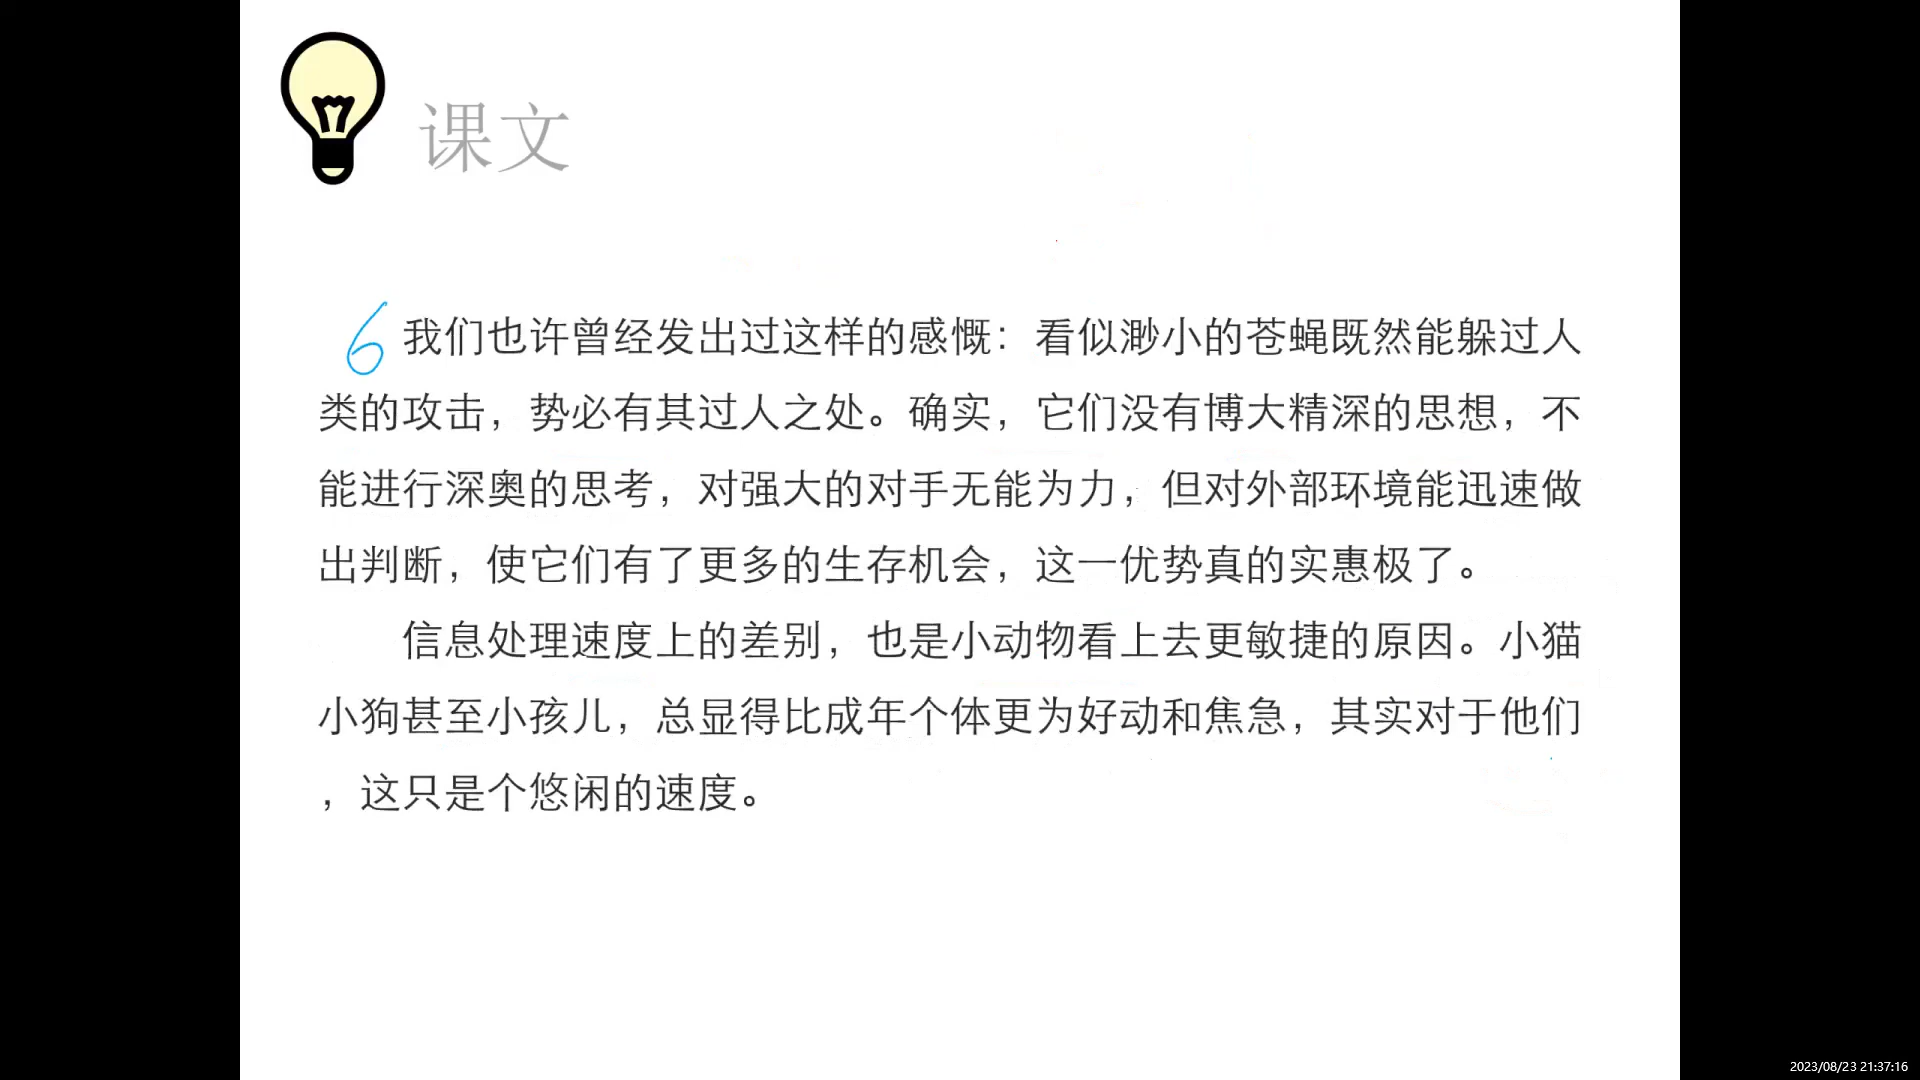 课文
6 我们也许曾经发出过这样的感慨：看似渺小的苍蝇既然能躲过人
类的攻击，势必有其过人之处。确实，它们没有博大精深的思想，不
能进行深奥的思考，对强大的对手无能为力，但对外部环境能迅速做
出判断，使它们有了更多的生存机会，这一优势真的实惠极了。
信息处理速度上的差别，也是小动物看上去更敏捷的原因。小猫
小狗甚至小孩儿，总显得比成年个体更为好动和焦急，其实对于他们
，这只是个悠闲的速度。
2023/08/23 21:37:16